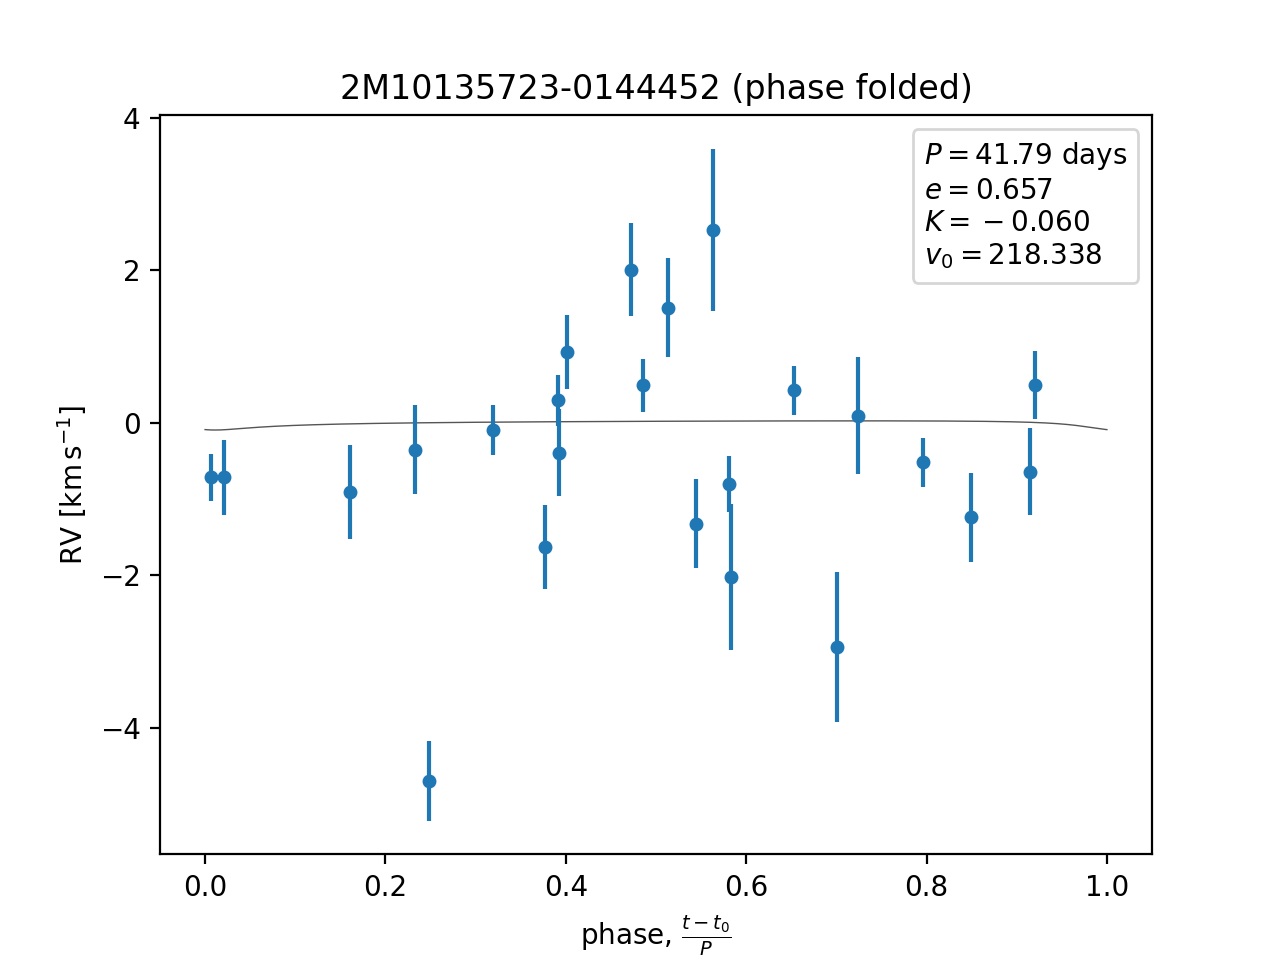 2M10135723-0144452 (phase folded)
4
2
0
−2
−4
RV [km s⁻¹]
P = 41.79 days
e = 0.657
K = −0.060
v₀ = 218.338
0.0 0.2 0.4 0.6 0.8 1.0
phase, (t − t₀)/P